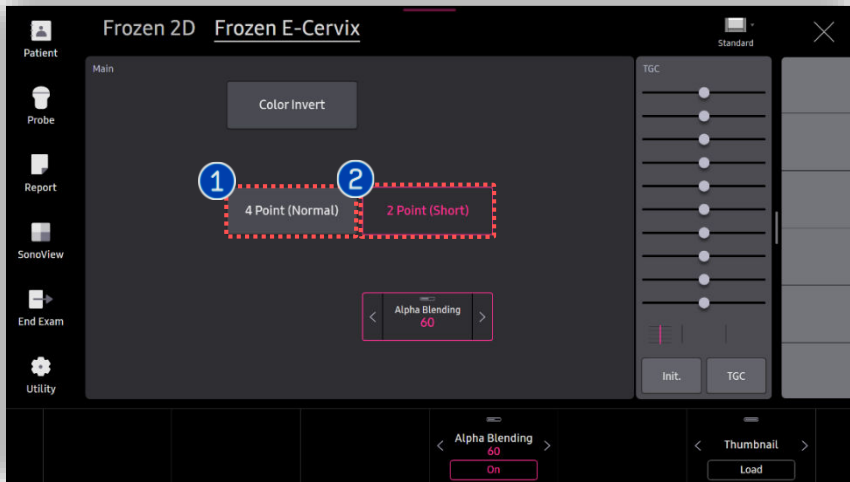 Patient
Probe
Report
SonoView
End Exam
Utility
Frozen 2D Frozen E-Cervix
Standard
Main
Color Invert
1
2
4 Point (Normal)
2 Point (Short)
Alpha Blending
60
TGC
Init.
TGC
Alpha Blending
60
On
Thumbnail
Load